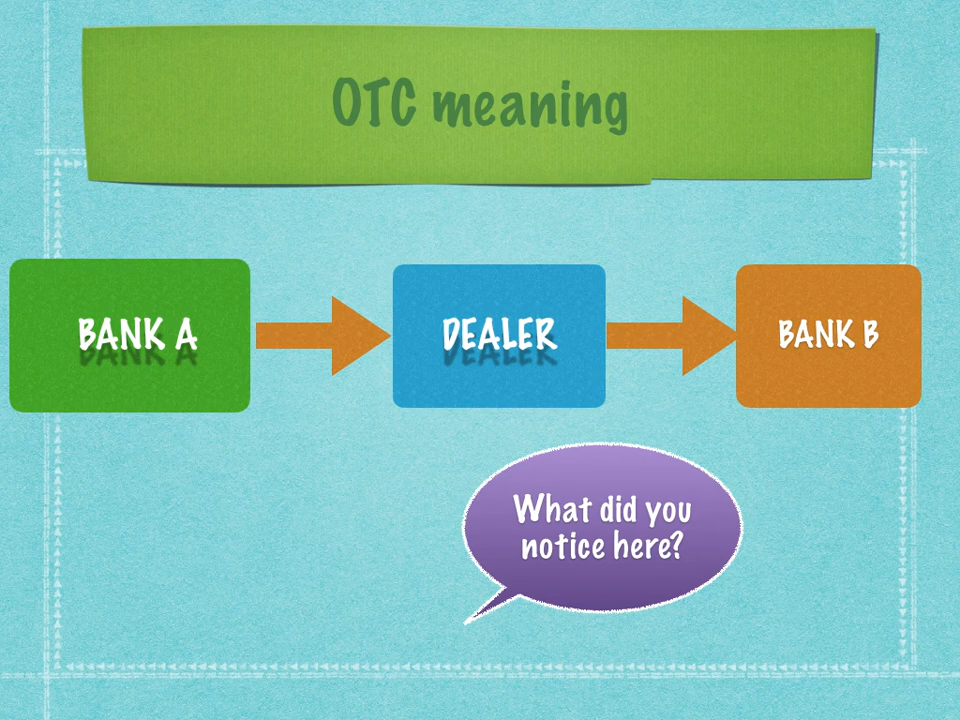 OTC meaning
BANK A
DEALER
BANK B
What did you
notice here?